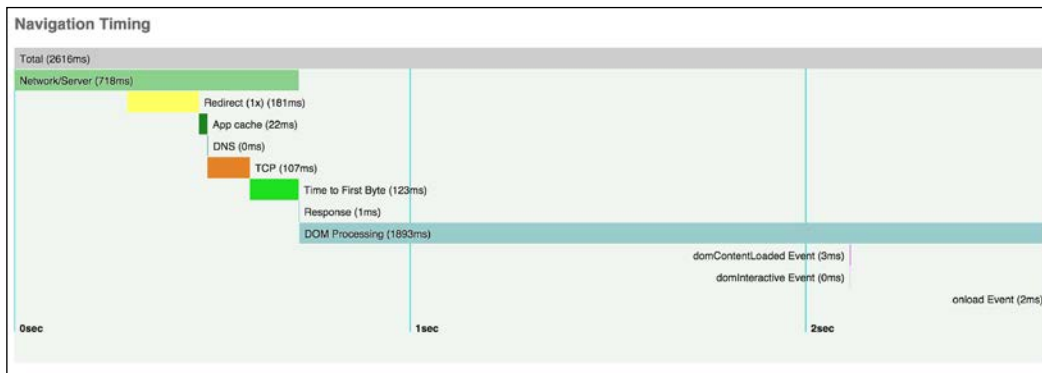 Navigation Timing
Total (2616ms)
Network/Server (718ms)
Redirect (1x) (181ms)
App cache (22ms)
DNS (0ms)
TCP (107ms)
Time to First Byte (123ms)
Response (1ms)
DOM Processing (1893ms)
domContentLoaded Event (3ms)
domInteractive Event (0ms)
onload Event (2ms)
0sec 1sec 2sec